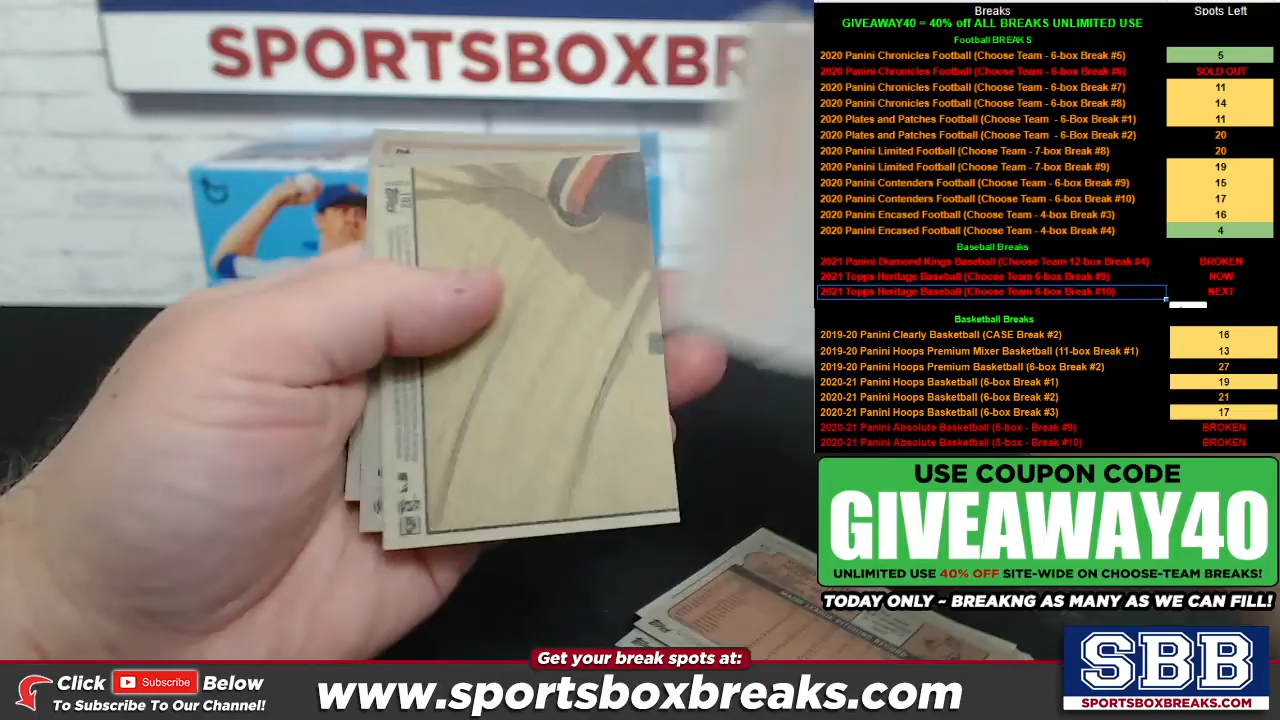 SPORTSBOXBR
Breaks Spots Left
GIVEAWAY40 = 40% off ALL BREAKS UNLIMITED USE
Football BREAKS
2020 Panini Chronicles Football (Choose Team - 6-box Break #5) 5
2020 Panini Chronicles Football (Choose Team - 6-box Break #6) SOLD OUT
2020 Panini Chronicles Football (Choose Team - 6-box Break #7) 11
2020 Panini Chronicles Football (Choose Team - 6-box Break #8) 14
2020 Plates and Patches Football (Choose Team - 6-Box Break #1) 11
2020 Plates and Patches Football (Choose Team - 6-Box Break #2) 20
2020 Panini Limited Football (Choose Team - 7-box Break #8) 20
2020 Panini Limited Football (Choose Team - 7-box Break #9) 19
2020 Panini Contenders Football (Choose Team - 6-box Break #9) 15
2020 Panini Contenders Football (Choose Team - 6-box Break #10) 17
2020 Panini Encased Football (Choose Team - 4-box Break #3) 16
2020 Panini Encased Football (Choose Team - 4-box Break #4) 4
Baseball Breaks
2021 Panini Diamond Kings Baseball (Choose Team 12-box Break #4) BROKEN
2021 Topps Heritage Baseball (Choose Team 6-box Break #9) NOW
2021 Topps Heritage Baseball (Choose Team 6-box Break #10) NEXT
Basketball Breaks
2019-20 Panini Clearly Basketball (CASE Break #2) 16
2019-20 Panini Hoops Premium Mixer Basketball (11-box Break #1) 13
2019-20 Panini Hoops Premium Basketball (6-box Break #2) 27
2020-21 Panini Hoops Basketball (6-box Break #1) 19
2020-21 Panini Hoops Basketball (6-box Break #2) 21
2020-21 Panini Hoops Basketball (6-box Break #3) 17
2020-21 Panini Absolute Basketball (5-box - Break #9) BROKEN
2020-21 Panini Absolute Basketball (5-box - Break #10) BROKEN
USE COUPON CODE
GIVEAWAY40
UNLIMITED USE 40% OFF SITE-WIDE ON CHOOSE-TEAM BREAKS!
TODAY ONLY ~ BREAKNG AS MANY AS WE CAN FILL!
SBB
SPORTSBOXBREAKS.COM
Get your break spots at:
www.sportsboxbreaks.com
Click Subscribe Below
To Subscribe To Our Channel!